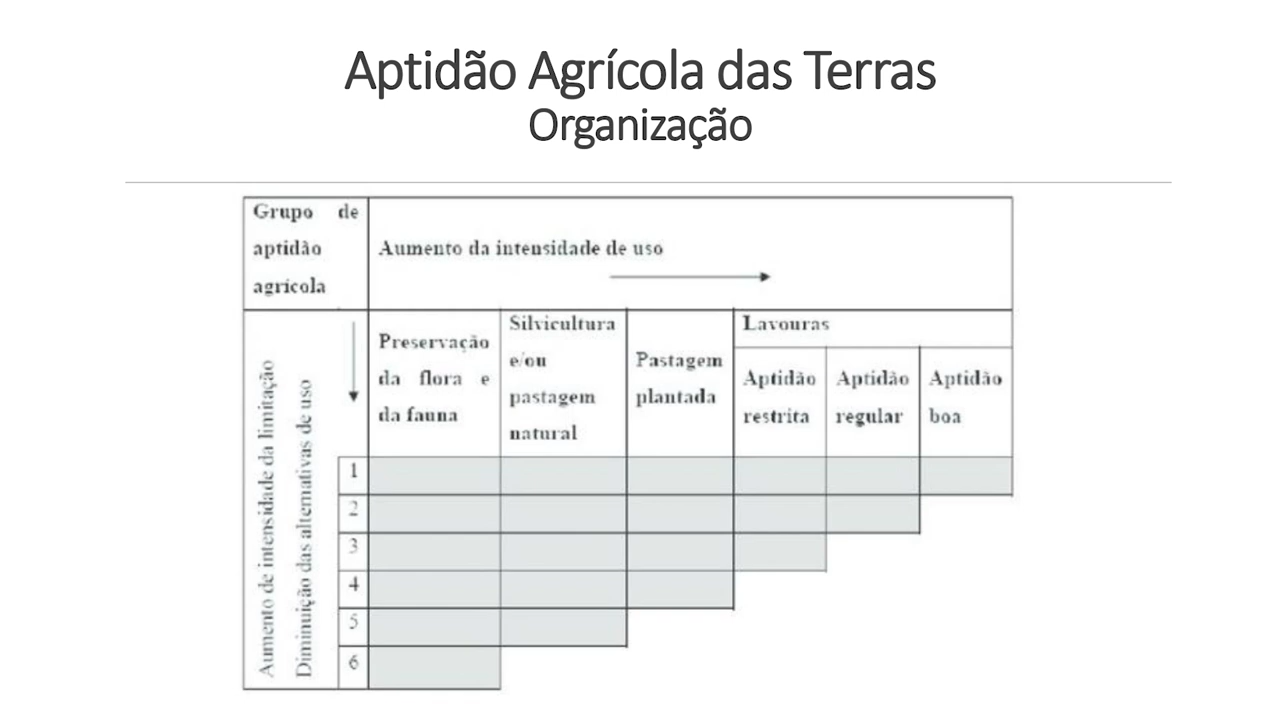 Aptidão Agrícola das Terras
Organização
Grupo de
aptidão
agricola
Aumento da intensidade de uso
Aumento de intensidade da limitação
Diminuição das alternativas de uso
Preservação
da flora e
da fauna
Silvicultura
e/ou
pastagem
natural
Pastagem
plantada
Lavouras
Aptidão
restrita
Aptidão
regular
Aptidão
boa
1
2
3
4
5
6